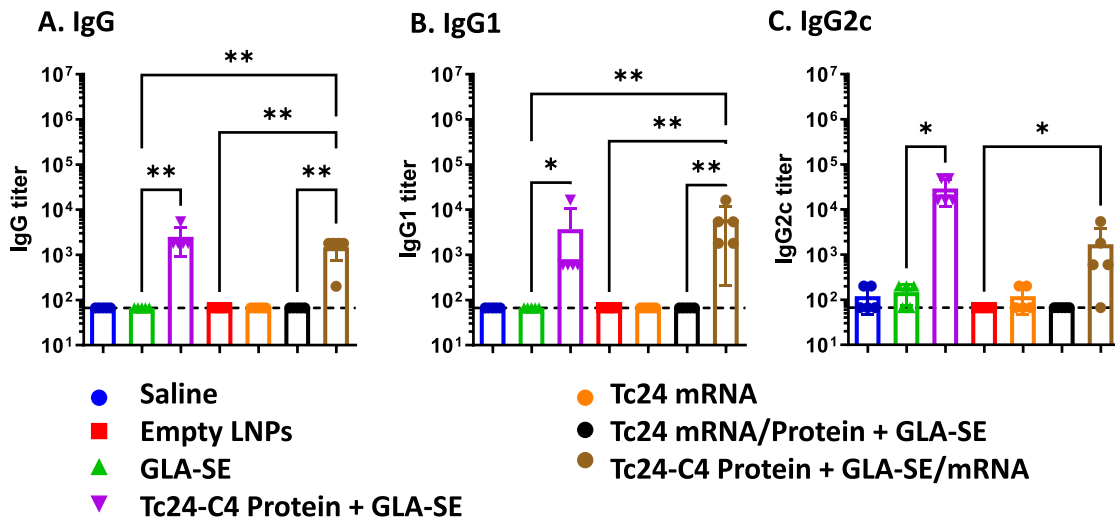 A. IgG
B. IgG1
C. IgG2c
IgG titer
10⁷
10⁶
10⁵
10⁴
10³
10²
10¹
**
**
**
**
IgG1 titer
10⁷
10⁶
10⁵
10⁴
10³
10²
10¹
**
**
*
**
IgG2c titer
10⁷
10⁶
10⁵
10⁴
10³
10²
10¹
*
*
Saline
Empty LNPs
GLA-SE
Tc24-C4 Protein + GLA-SE
Tc24 mRNA
Tc24 mRNA/Protein + GLA-SE
Tc24-C4 Protein + GLA-SE/mRNA